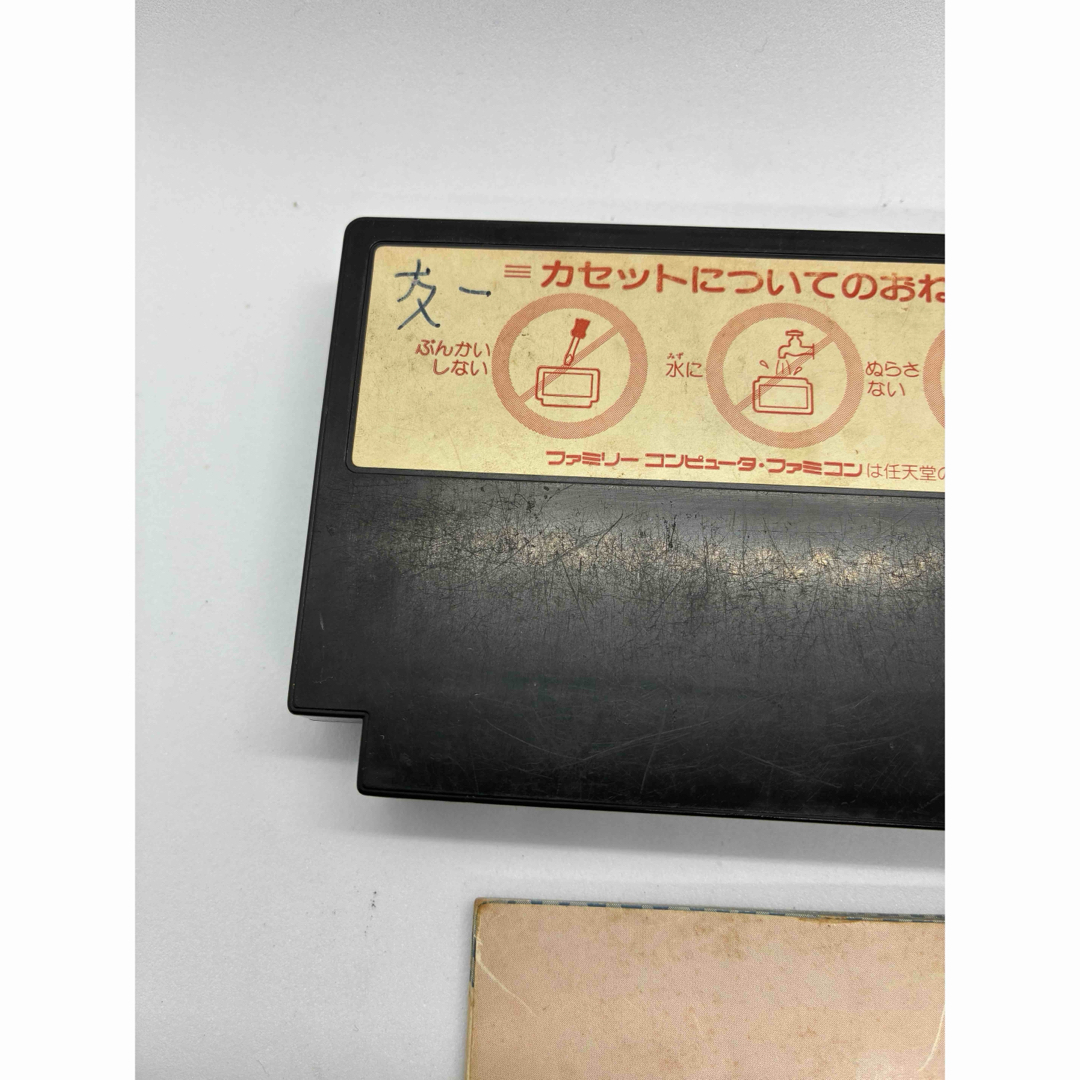 友一
カセットについてのおね
ぶんかい
しない
みず
水に
ぬらさ
ない
ファミリー コンピュータ・ファミコンは任天堂の